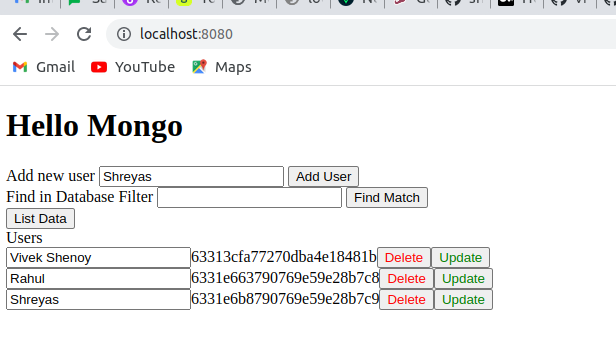 localhost:8080
Gmail YouTube Maps
Hello Mongo
Add new user Shreyas Add User
Find in Database Filter Find Match
List Data
Users
Vivek Shenoy 63313cfa77270dba4e18481b Delete Update
Rahul 6331e663790769e59e28b7c8 Delete Update
Shreyas 6331e6b8790769e59e28b7c9 Delete Update